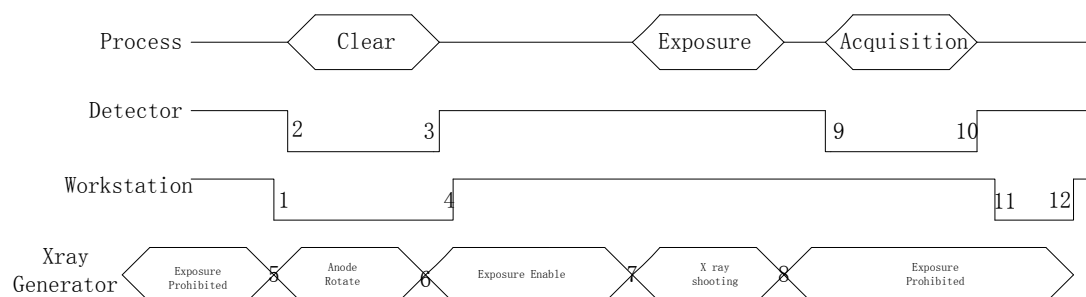 Process
Clear
Exposure
Acquisition
Detector
2
3
9
10
Workstation
1
4
11
12
Xray
Generator
Exposure
Prohibited
5
Anode
Rotate
6
Exposure Enable
7
X ray
shooting
8
Exposure
Prohibited